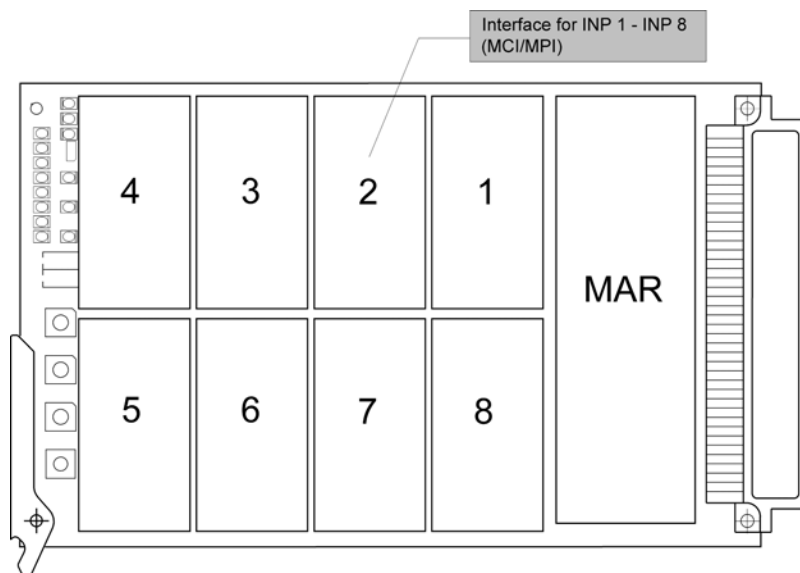 Interface for INP 1 - INP 8
(MCI/MPI)
4 3 2 1
MAR
5 6 7 8